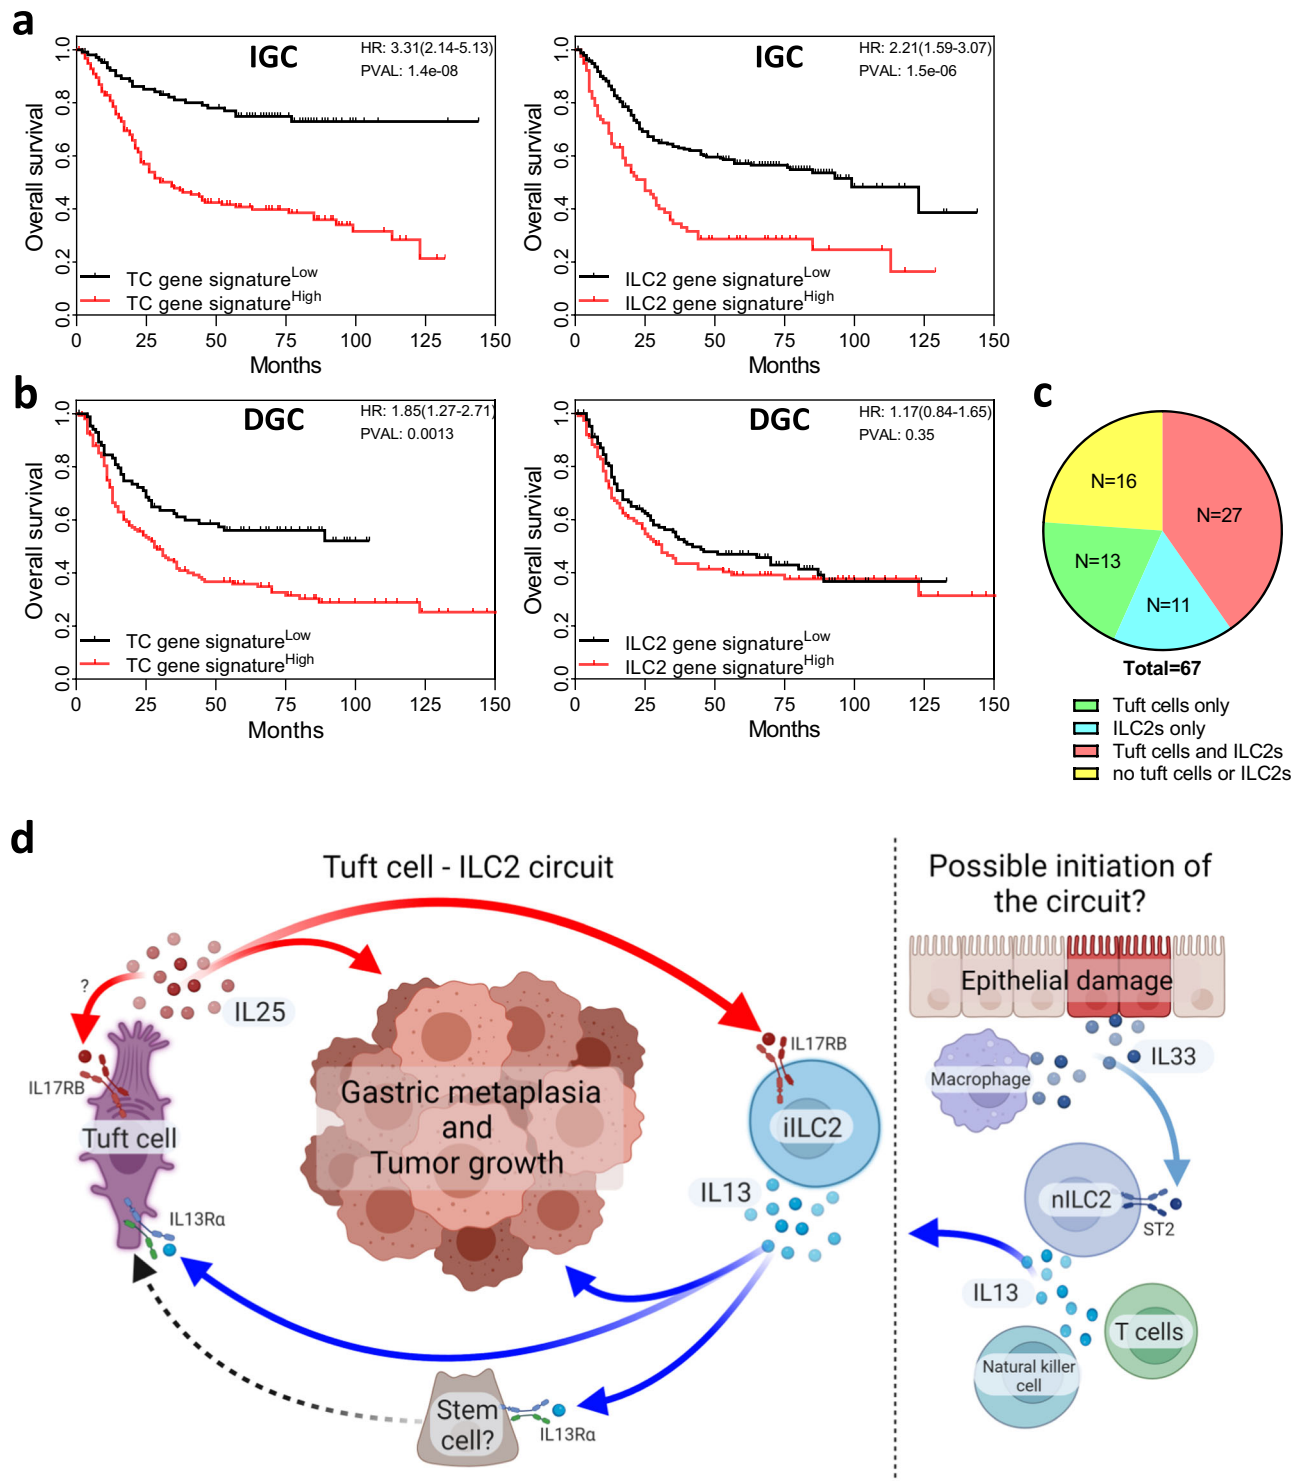 a
IGC
HR: 3.31(2.14-5.13)
PVAL: 1.4e-08
Overall survival
1.0
0.8
0.6
0.4
0.2
0.0
TC gene signatureLow
TC gene signatureHigh
0 25 50 75 100 125 150
Months
IGC
HR: 2.21(1.59-3.07)
PVAL: 1.5e-06
Overall survival
1.0
0.8
0.6
0.4
0.2
0.0
ILC2 gene signatureLow
ILC2 gene signatureHigh
0 25 50 75 100 125 150
Months
b
DGC
HR: 1.85(1.27-2.71)
PVAL: 0.0013
Overall survival
1.0
0.8
0.6
0.4
0.2
0.0
TC gene signatureLow
TC gene signatureHigh
0 25 50 75 100 125 150
Months
DGC
HR: 1.17(0.84-1.65)
PVAL: 0.35
Overall survival
1.0
0.8
0.6
0.4
0.2
0.0
ILC2 gene signatureLow
ILC2 gene signatureHigh
0 25 50 75 100 125 150
Months
c
N=16
N=27
N=13
N=11
Total=67
Tuft cells only
ILC2s only
Tuft cells and ILC2s
no tuft cells or ILC2s
d
Tuft cell - ILC2 circuit
?
IL25
IL17RB
Tuft cell
IL13Rα
Gastric metaplasia
and
Tumor growth
IL17RB
iILC2
IL13
Stem
cell?
IL13Rα
Possible initiation of
the circuit?
Epithelial damage
IL33
Macrophage
nILC2
ST2
IL13
T cells
Natural killer
cell